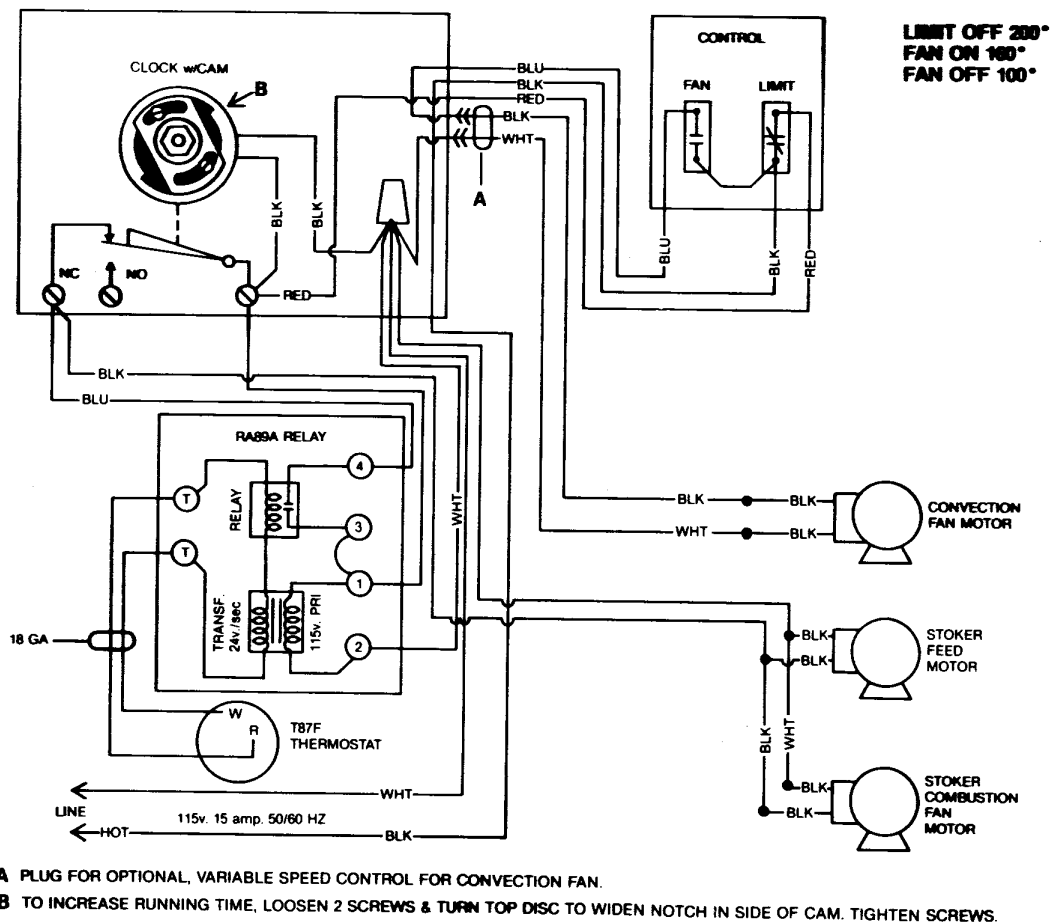 LIMIT OFF 200°
FAN ON 160°
FAN OFF 100°
CONTROL
FAN
LIMIT
CLOCK w/CAM
B
BLU
BLK
RED
BLK
WHT
A
BLK
BLK
NC
NO
RED
BLU
BLK
RED
BLK
BLU
RA89A RELAY
4
T
RELAY
3
T
1
TRANSF.
24v./sec
115v. PRI
2
WHT
18 GA
W
R
T87F
THERMOSTAT
BLK
BLK
CONVECTION
FAN MOTOR
WHT
BLK
BLK
BLK
STOKER
FEED
MOTOR
BLK
WHT
BLK
BLK
STOKER
COMBUSTION
FAN
MOTOR
WHT
LINE
115v. 15 amp. 50/60 HZ
HOT
BLK
A PLUG FOR OPTIONAL, VARIABLE SPEED CONTROL FOR CONVECTION FAN.
B TO INCREASE RUNNING TIME, LOOSEN 2 SCREWS & TURN TOP DISC TO WIDEN NOTCH IN SIDE OF CAM. TIGHTEN SCREWS.